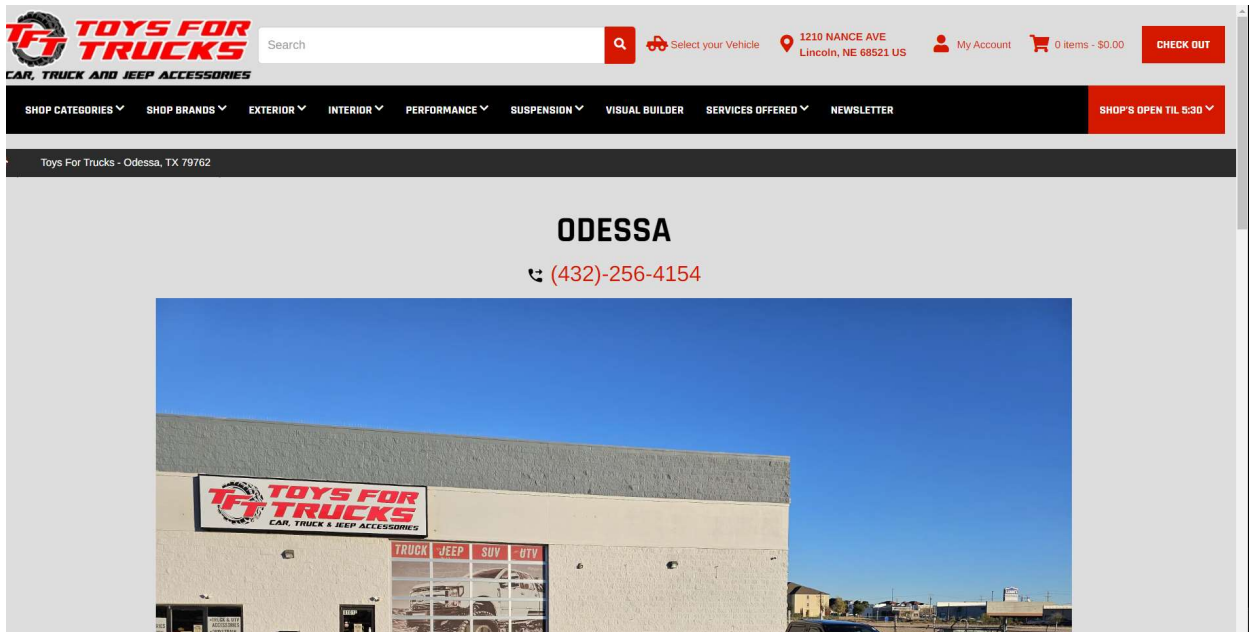 TOYS FOR
TRUCKS
TFT
CAR, TRUCK AND JEEP ACCESSORIES
Search
Select your Vehicle
1210 NANCE AVE
Lincoln, NE 68521 US
My Account
0 items - $0.00
CHECK OUT
SHOP CATEGORIES
SHOP BRANDS
EXTERIOR
INTERIOR
PERFORMANCE
SUSPENSION
VISUAL BUILDER
SERVICES OFFERED
NEWSLETTER
SHOP'S OPEN TIL 5:30
Toys For Trucks - Odessa, TX 79762
ODESSA
(432)-256-4154
TFT
TOYS FOR
TRUCKS
CAR, TRUCK & JEEP ACCESSORIES
TRUCK JEEP SUV UTV